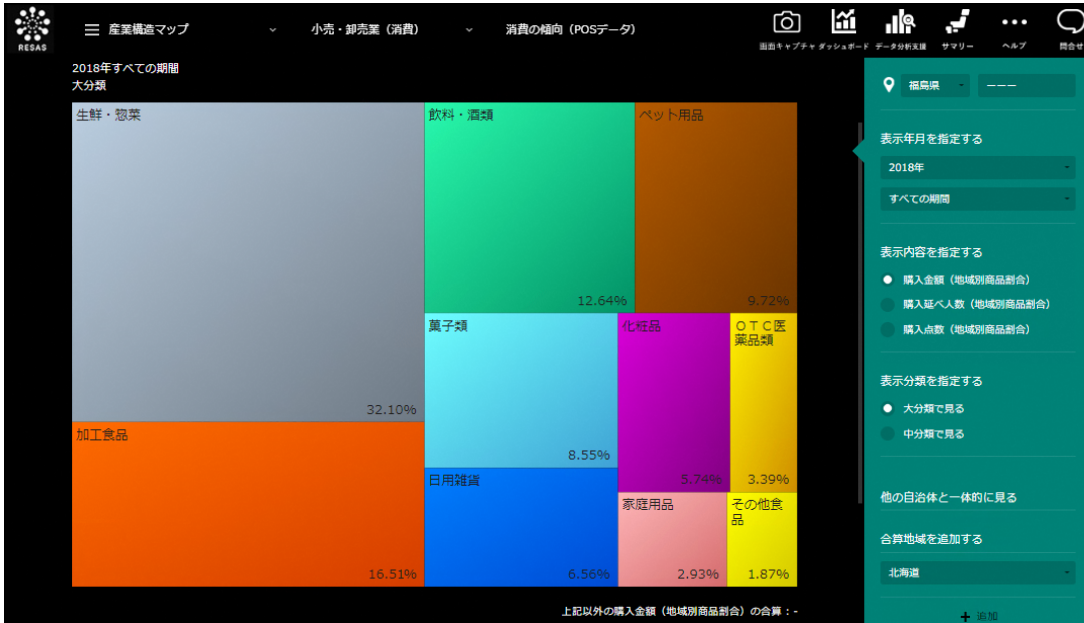 RESAS
産業構造マップ
小売・卸売業（消費）
消費の傾向（POSデータ）
画面キャプチャ
ダッシュボード
データ分析支援
サマリー
ヘルプ
問合せ
2018年すべての期間
大分類
生鮮・惣菜
32.10%
加工食品
16.51%
飲料・酒類
12.64%
ペット用品
9.72%
菓子類
8.55%
化粧品
5.74%
ＯＴＣ医
薬品類
3.39%
日用雑貨
6.56%
家庭用品
2.93%
その他食
品
1.87%
上記以外の購入金額（地域別商品割合）の合算：-
福島県
---
表示年月を指定する
2018年
すべての期間
表示内容を指定する
購入金額（地域別商品割合）
購入延べ人数（地域別商品割合）
購入点数（地域別商品割合）
表示分類を指定する
大分類で見る
中分類で見る
他の自治体と一体的に見る
合算地域を追加する
北海道
+ 追加